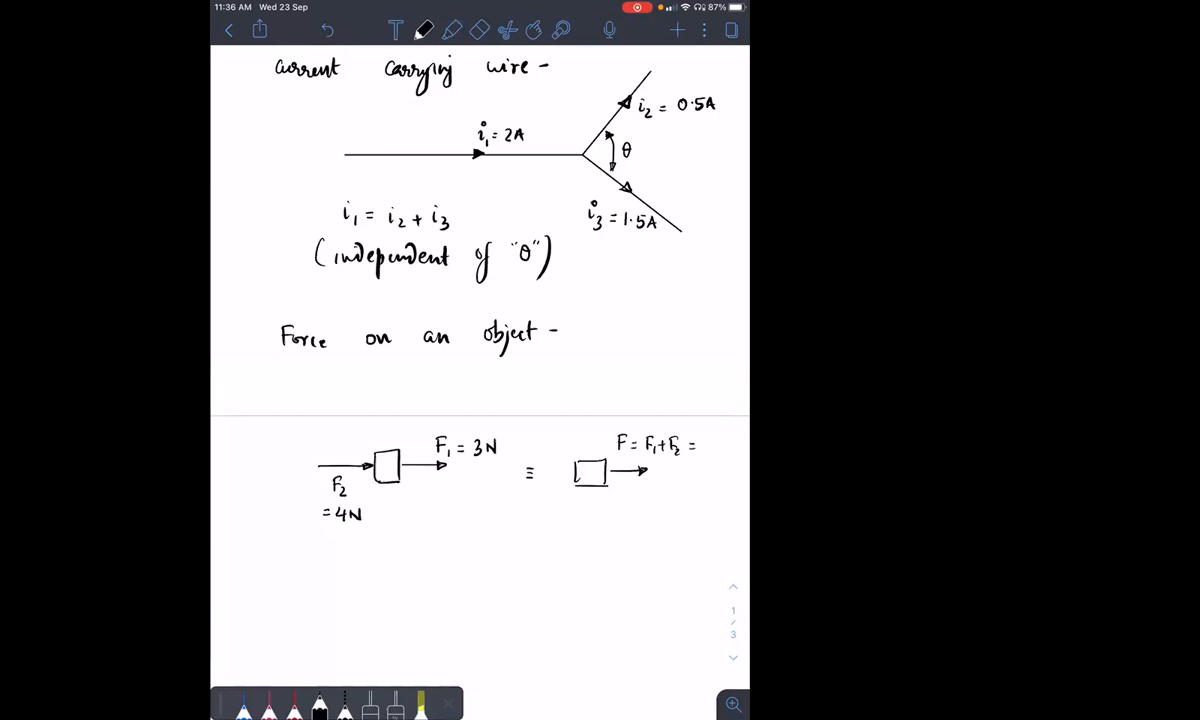 11:36 AM Wed 23 Sep 87%
T
current carrying wire -
i₂ = 0.5A
i₁ = 2A
θ
i₃ = 1.5A
i₁ = i₂ + i₃
(independent of "θ")
Force on an object -
F₁ = 3N ≡ F = F₁ + F₂ =
F₂
= 4N
1
/
3